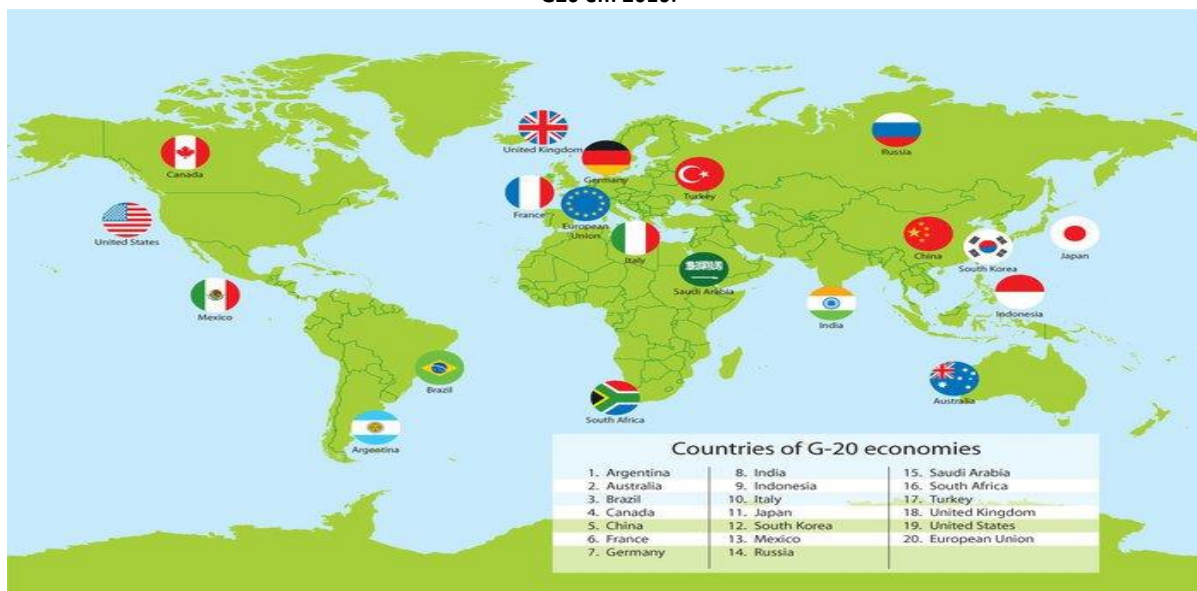 Canada
United States
Mexico
Brazil
Argentina
United Kingdom
Germany
France
European
Union
Italy
Turkey
Saudi Arabia
South Africa
Russia
China
South Korea
Japan
India
Indonesia
Australia
Countries of G-20 economies
1. Argentina
2. Australia
3. Brazil
4. Canada
5. China
6. France
7. Germany
8. India
9. Indonesia
10. Italy
11. Japan
12. South Korea
13. Mexico
14. Russia
15. Saudi Arabia
16. South Africa
17. Turkey
18. United Kingdom
19. United States
20. European Union